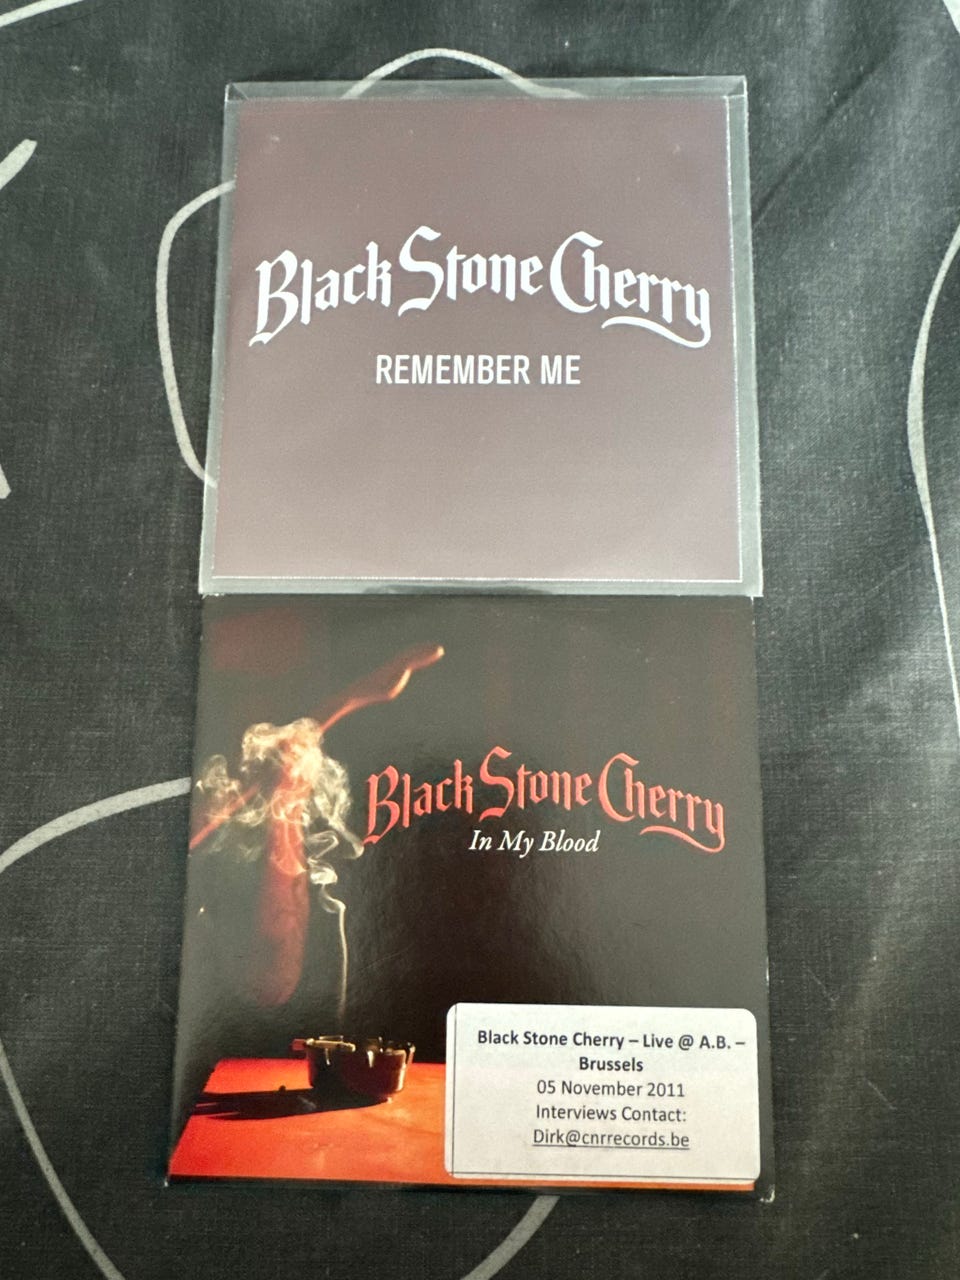 Black Stone Cherry
REMEMBER ME
Black Stone Cherry
In My Blood
Black Stone Cherry – Live @ A.B. –
Brussels
05 November 2011
Interviews Contact:
Dirk@cnrrecords.be